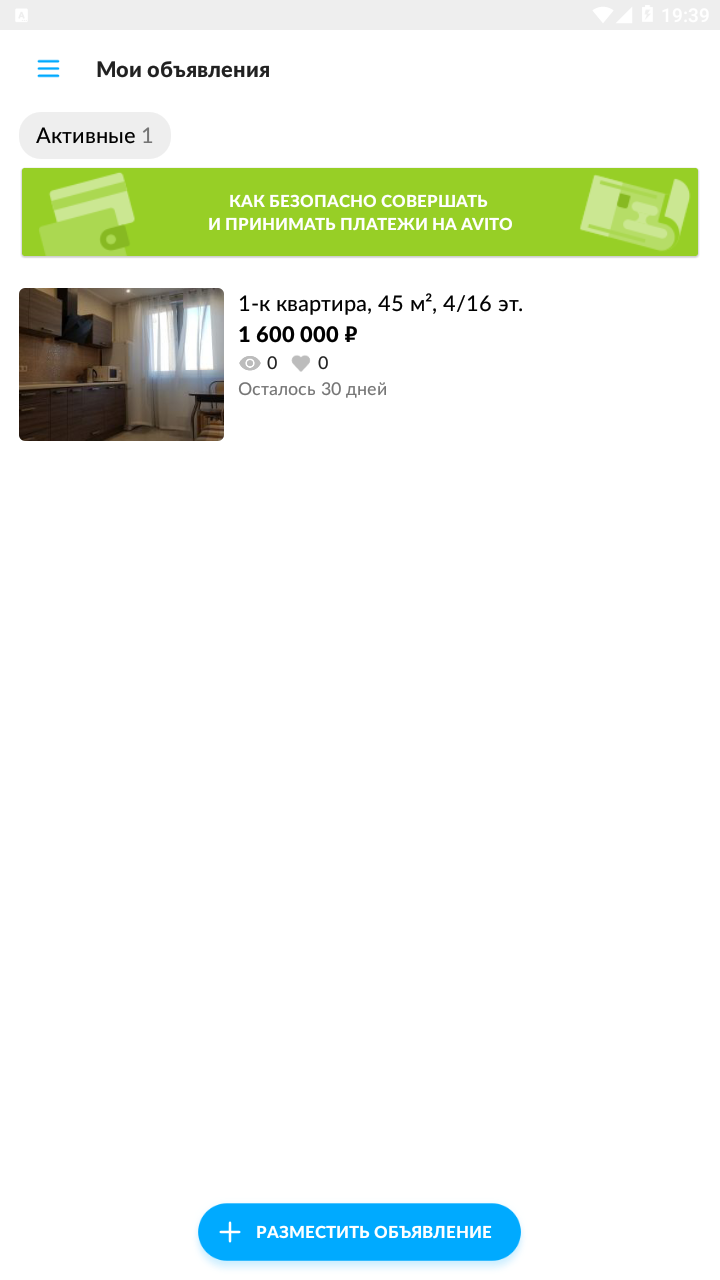 19:39
Мои объявления
Активные 1
КАК БЕЗОПАСНО СОВЕРШАТЬ
И ПРИНИМАТЬ ПЛАТЕЖИ НА AVITO
1-к квартира, 45 м², 4/16 эт.
1 600 000 ₽
0 0
Осталось 30 дней
РАЗМЕСТИТЬ ОБЪЯВЛЕНИЕ